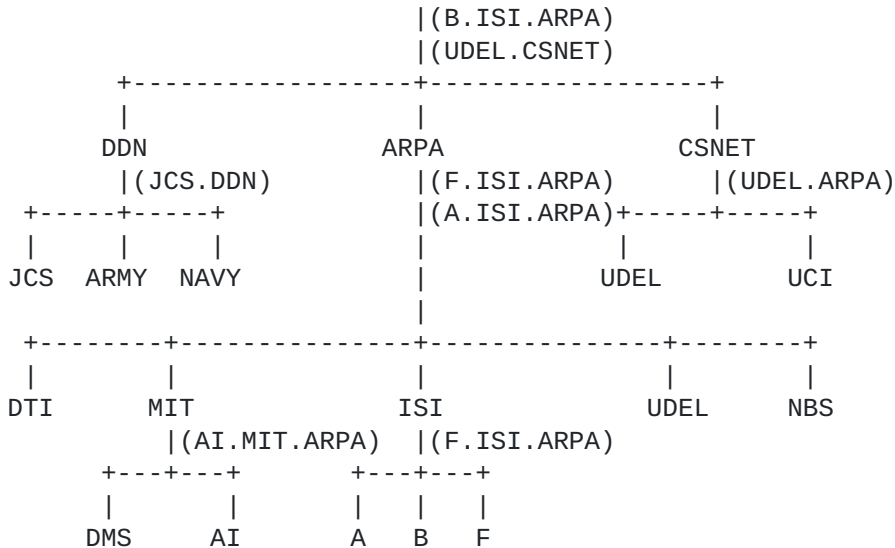 |(B.ISI.ARPA)
|(UDEL.CSNET)
+------------------+------------------+
| | |
DDN ARPA CSNET
|(JCS.DDN) |(F.ISI.ARPA) |(UDEL.ARPA)
+-----+-----+ |(A.ISI.ARPA)+-----+-----+
| | | | | |
JCS ARMY NAVY | UDEL UCI
|
+--------+---------------+---------------+--------+
| | | | |
DTI MIT ISI UDEL NBS
|(AI.MIT.ARPA) |(F.ISI.ARPA)
+---+---+ +---+---+
| | | | |
DMS AI A B F